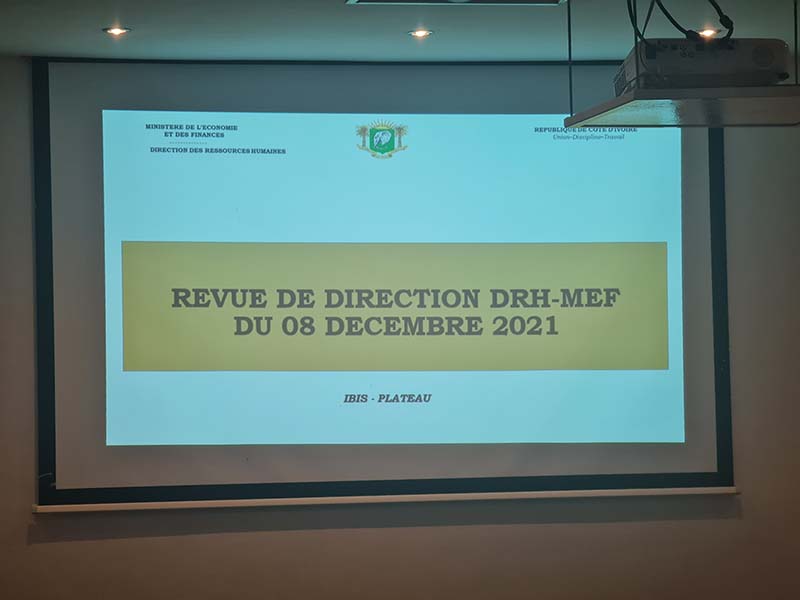 MINISTERE DE L'ECONOMIE
ET DES FINANCES
-------------
DIRECTION DES RESSOURCES HUMAINES
REPUBLIQUE DE COTE D'IVOIRE
Union-Discipline-Travail
REVUE DE DIRECTION DRH-MEF
DU 08 DECEMBRE 2021
IBIS - PLATEAU